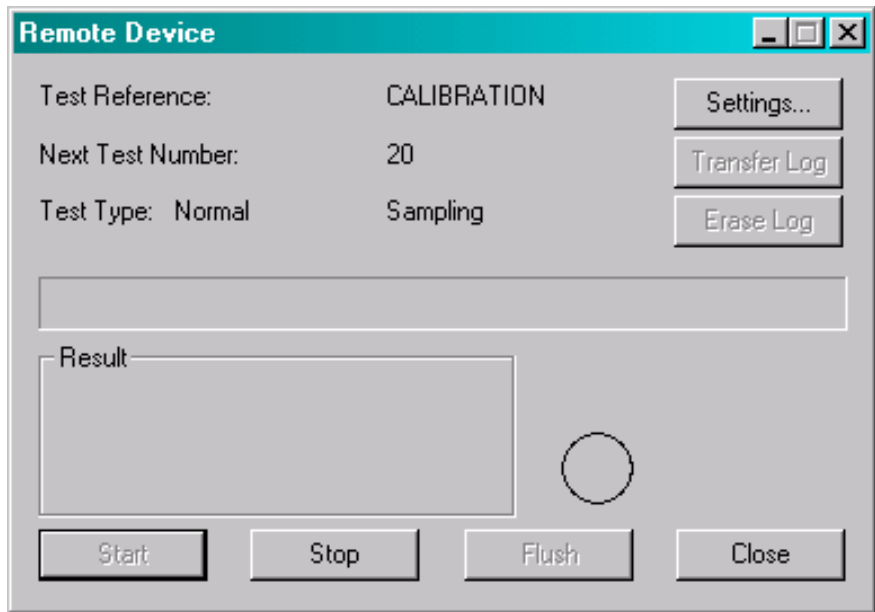 Remote Device
Test Reference: CALIBRATION Settings...
Next Test Number: 20 Transfer Log
Test Type: Normal Sampling Erase Log
Result
Start Stop Flush Close